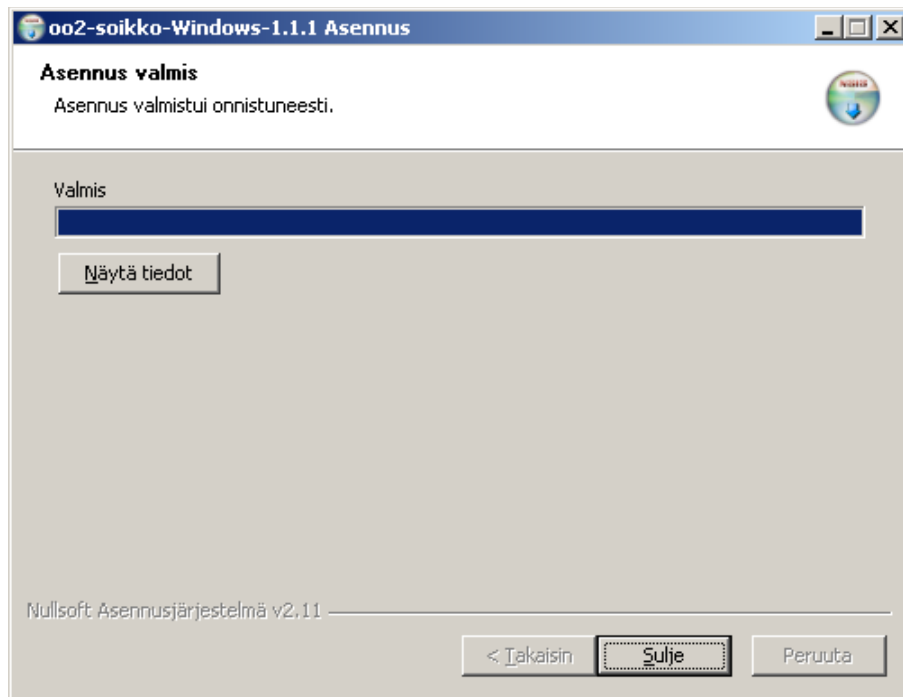 oo2-soikko-Windows-1.1.1 Asennus
Asennus valmis
Asennus valmistui onnistuneesti.
Valmis
Näytä tiedot
Nullsoft Asennusjärjestelmä v2.11
< Takaisin
Sulje
Peruuta